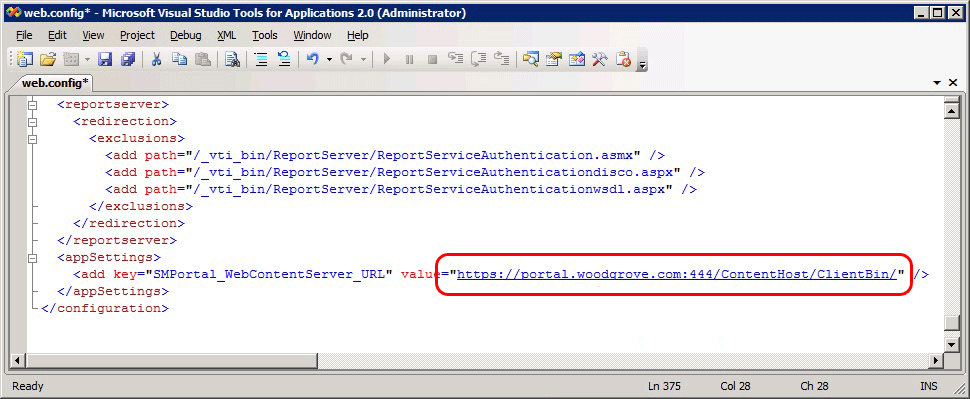 web.config* - Microsoft Visual Studio Tools for Applications 2.0 (Administrator)
File Edit View Project Debug XML Tools Window Help
web.config*
<reportserver>
<redirection>
<exclusions>
<add path="/_vti_bin/ReportServer/ReportServiceAuthentication.asmx" />
<add path="/_vti_bin/ReportServer/ReportServiceAuthenticationdisco.aspx" />
<add path="/_vti_bin/ReportServer/ReportServiceAuthenticationwsdl.aspx" />
</exclusions>
</redirection>
</reportserver>
<appSettings>
<add key="SMPortal_WebContentServer_URL" value="https://portal.woodgrove.com:444/ContentHost/ClientBin/" />
</appSettings>
</configuration>
Ready Ln 375 Col 28 Ch 28 INS